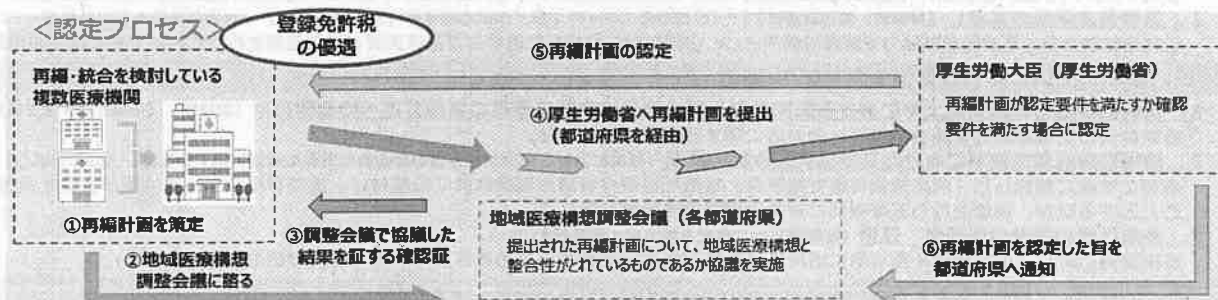 <認定プロセス>
登録免許税
の優遇
⑤再編計画の認定
再編・統合を検討している
複数医療機関
①再編計画を策定
④厚生労働省へ再編計画を提出
(都道府県を経由)
厚生労働大臣(厚生労働省)
再編計画が認定要件を満たすか確認
要件を満たす場合に認定
②地域医療構想
調整会議に諮る
③調整会議で協議した
結果を証する確認証
地域医療構想調整会議(各都道府県)
提出された再編計画について、地域医療構想と
整合性がとれているものであるか協議を実施
⑥再編計画を認定した旨を
都道府県へ通知